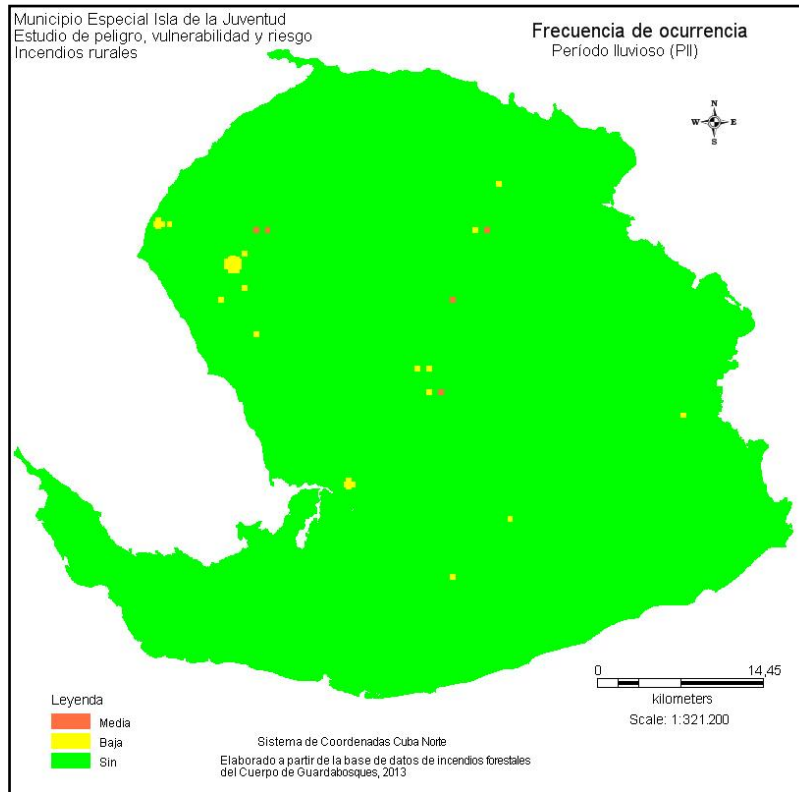 Municipio Especial Isla de la Juventud
Estudio de peligro, vulnerabilidad y riesgo
Incendios rurales
Frecuencia de ocurrencia
Período lluvioso (Pll)
N
W E
S
0 14,45
kilometers
Scale: 1:321.200
Leyenda
Media
Baja
Sin
Sistema de Coordenadas Cuba Norte
Elaborado a partir de la base de datos de incendios forestales
del Cuerpo de Guardabosques, 2013